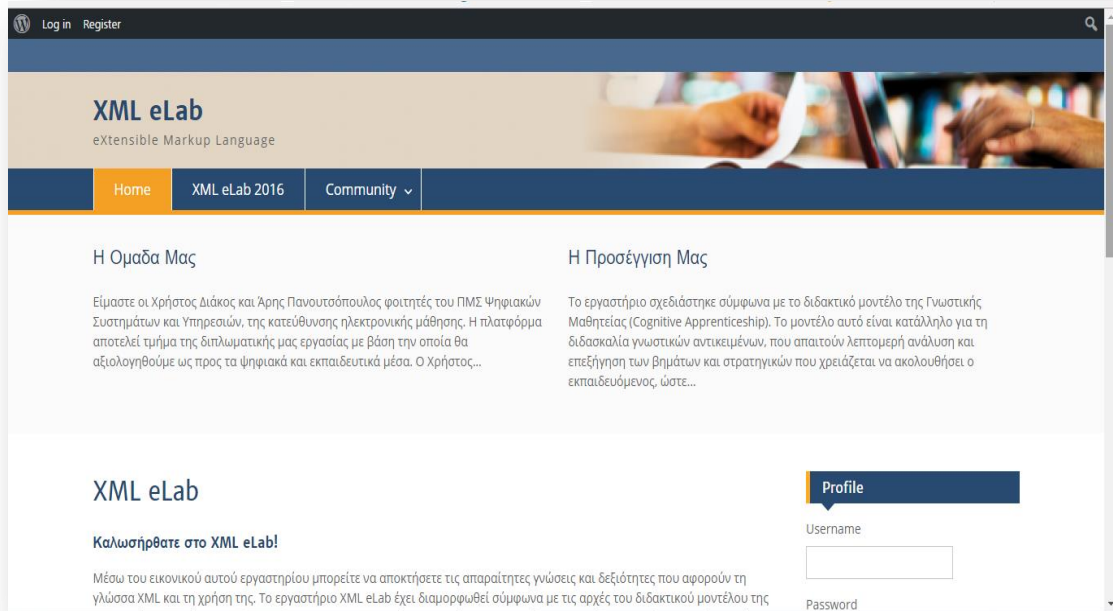 Log in Register
XML eLab
eXtensible Markup Language
Home XML eLab 2016 Community
Η Ομαδα Μας
Είμαστε οι Χρήστος Διάκος και Άρης Πανουτσόπουλος φοιτητές του ΠΜΣ Ψηφιακών
Συστημάτων και Υπηρεσιών, της κατεύθυνσης ηλεκτρονικής μάθησης. Η πλατφόρμα
αποτελεί τμήμα της διπλωματικής μας εργασίας με βάση την οποία θα
αξιολογηθούμε ως προς τα ψηφιακά και εκπαιδευτικά μέσα. Ο Χρήστος...
Η Προσέγγιση Μας
Το εργαστήριο σχεδιάστηκε σύμφωνα με το διδακτικό μοντέλο της Γνωστικής
Μαθητείας (Cognitive Apprenticeship). Το μοντέλο αυτό είναι κατάλληλο για τη
διδασκαλία γνωστικών αντικειμένων, που απαιτούν λεπτομερή ανάλυση και
επεξήγηση των βημάτων και στρατηγικών που χρειάζεται να ακολουθήσει ο
εκπαιδευόμενος, ώστε...
XML eLab
Καλωσήρθατε στο XML eLab!
Μέσω του εικονικού αυτού εργαστηρίου μπορείτε να αποκτήσετε τις απαραίτητες γνώσεις και δεξιότητες που αφορούν τη
γλώσσα XML και τη χρήση της. Το εργαστήριο XML eLab έχει διαμορφωθεί σύμφωνα με τις αρχές του διδακτικού μοντέλου της
Profile
Username
Password